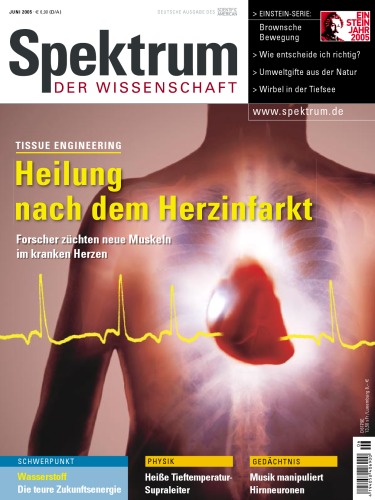 JUNI 2005 • € 6,90 (D/A)
DEUTSCHE AUSGABE DES SCIENTIFIC AMERICAN
Spektrum
DER WISSENSCHAFT
> EINSTEIN-SERIE:
Brownsche
Bewegung
> Wie entscheide ich richtig?
> Umweltgifte aus der Natur
> Wirbel in der Tiefsee
EIN
STEIN
JAHR
2005
www.spektrum.de
TISSUE ENGINEERING
Heilung
nach dem Herzinfarkt
Forscher züchten neue Muskeln
im kranken Herzen
SCHWERPUNKT
Wasserstoff
Die teure Zukunftsenergie
PHYSIK
Heiße Tieftemperatur-
Supraleiter
GEDÄCHTNIS
Musik manipuliert
Hirnneuronen